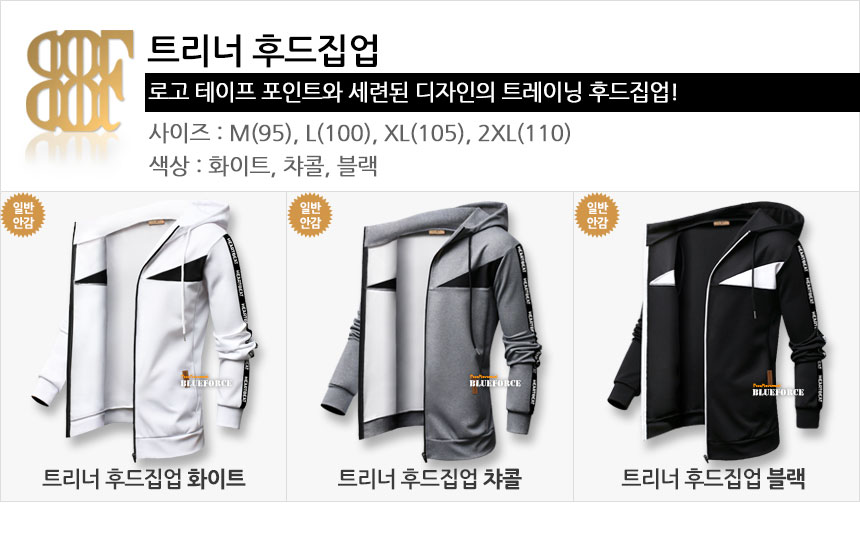 트리너 후드집업
로고 테이프 포인트와 세련된 디자인의 트레이닝 후드집업!
사이즈 : M(95), L(100), XL(105), 2XL(110)
색상 : 화이트, 챠콜, 블랙
일반
안감
일반
안감
일반
안감
HEARTBEAT
HEARTBEAT
HEARTBEAT
BLUEFORCE
BLUEFORCE
BLUEFORCE
트리너 후드집업 화이트
트리너 후드집업 챠콜
트리너 후드집업 블랙